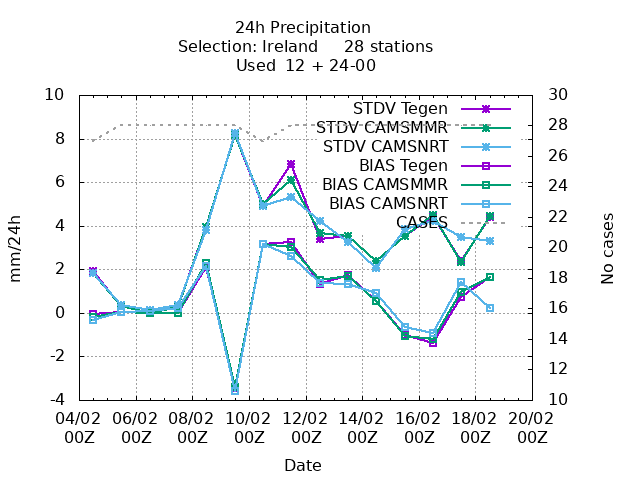 24h Precipitation
Selection: Ireland 28 stations
Used 12 + 24-00
10
8
6
4
2
0
-2
-4
30
28
26
24
22
20
18
16
14
12
10
mm/24h
No cases
STDV Tegen
STDV CAMSMMR
STDV CAMSNRT
BIAS Tegen
BIAS CAMSMMR
BIAS CAMSNRT
CASES
04/02 06/02 08/02 10/02 12/02 14/02 16/02 18/02 20/02
00Z 00Z 00Z 00Z 00Z 00Z 00Z 00Z 00Z
Date